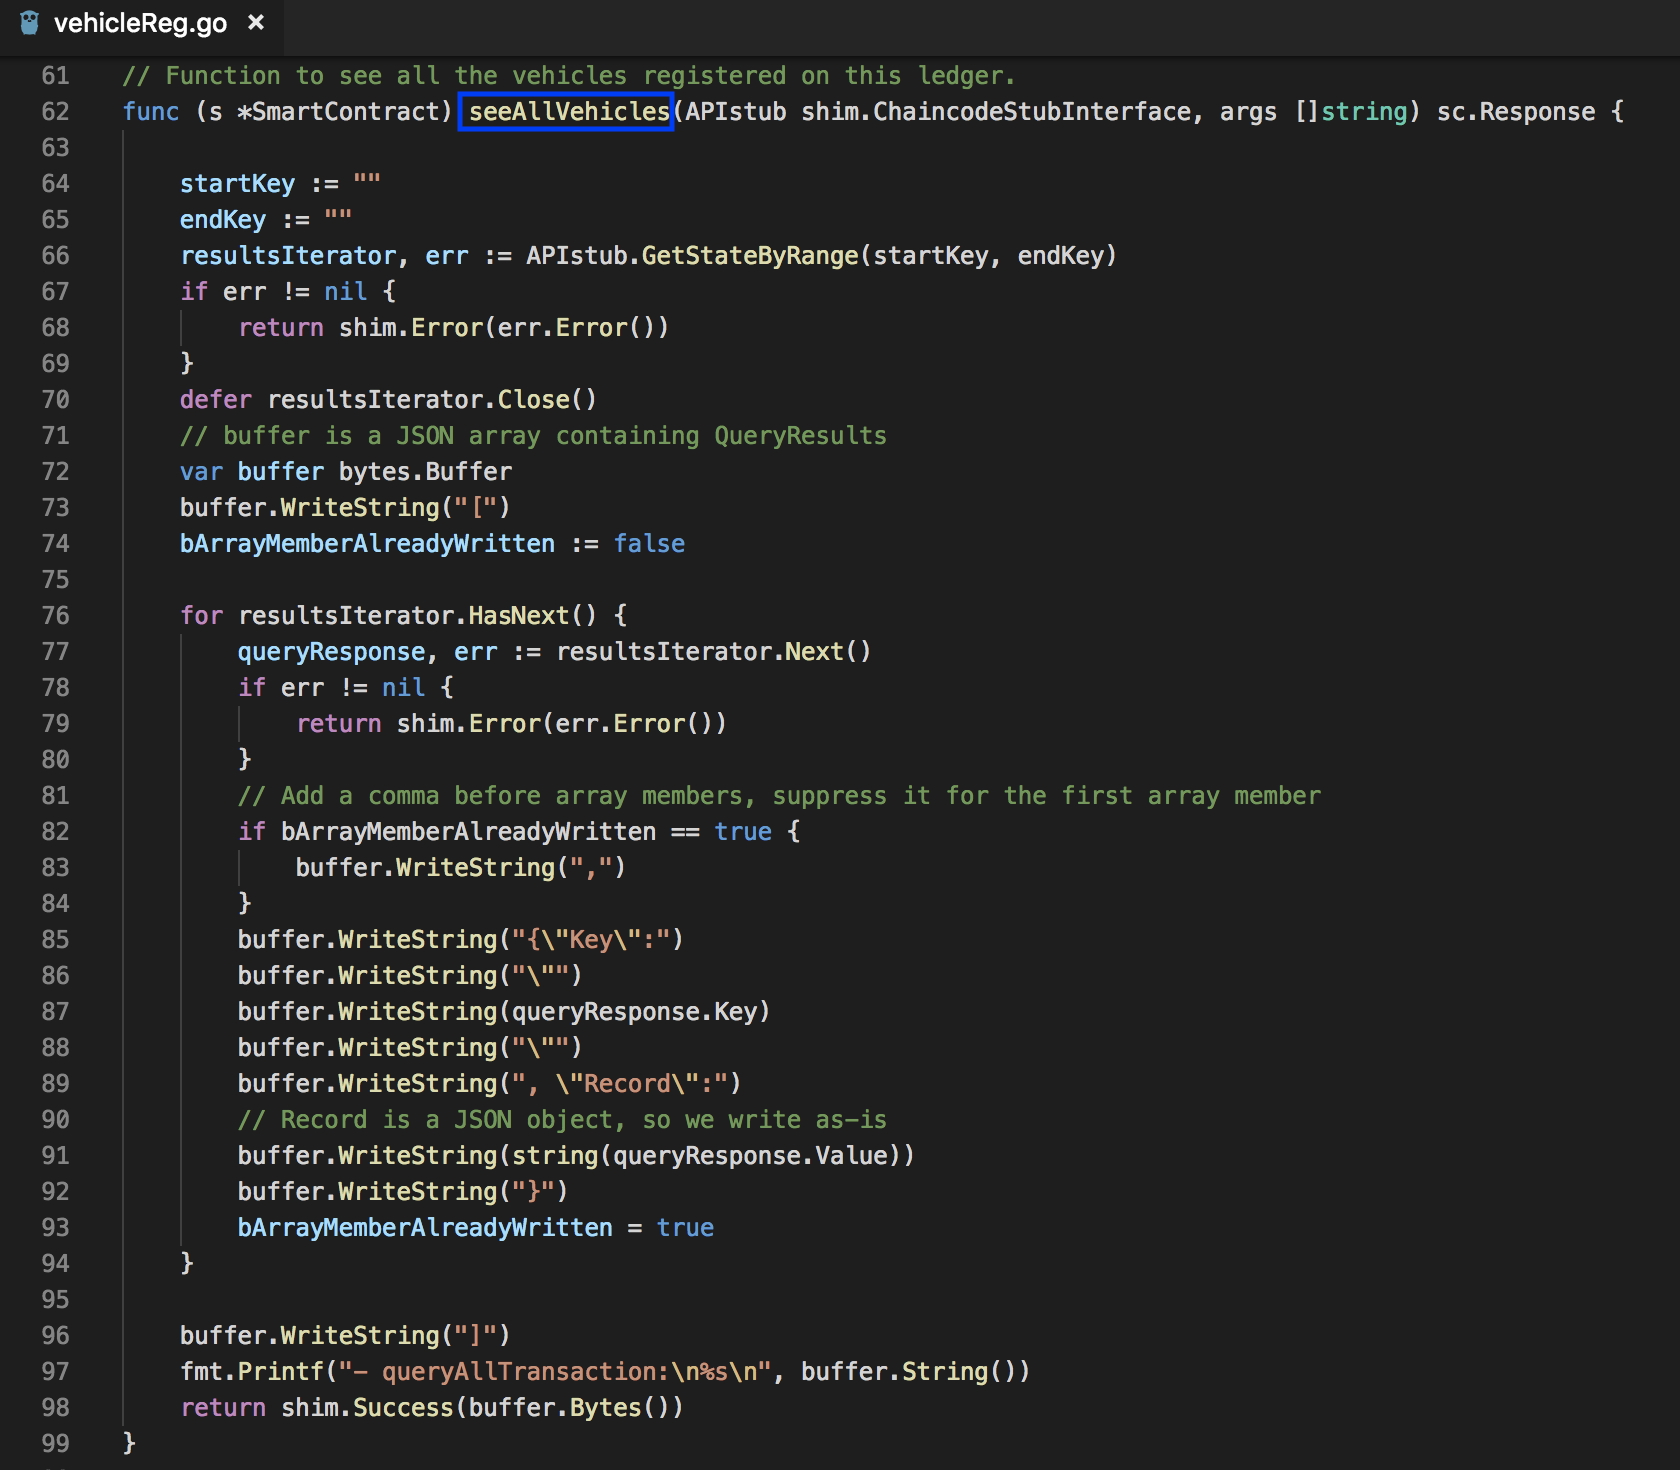 vehicleReg.go ×
61 // Function to see all the vehicles registered on this ledger.
62 func (s *SmartContract) seeAllVehicles(APIstub shim.ChaincodeStubInterface, args []string) sc.Response {
63
64 startKey := ""
65 endKey := ""
66 resultsIterator, err := APIstub.GetStateByRange(startKey, endKey)
67 if err != nil {
68 return shim.Error(err.Error())
69 }
70 defer resultsIterator.Close()
71 // buffer is a JSON array containing QueryResults
72 var buffer bytes.Buffer
73 buffer.WriteString("[")
74 bArrayMemberAlreadyWritten := false
75
76 for resultsIterator.HasNext() {
77 queryResponse, err := resultsIterator.Next()
78 if err != nil {
79 return shim.Error(err.Error())
80 }
81 // Add a comma before array members, suppress it for the first array member
82 if bArrayMemberAlreadyWritten == true {
83 buffer.WriteString(",")
84 }
85 buffer.WriteString("{\"Key\":")
86 buffer.WriteString("\"")
87 buffer.WriteString(queryResponse.Key)
88 buffer.WriteString("\"")
89 buffer.WriteString(", \"Record\":")
90 // Record is a JSON object, so we write as-is
91 buffer.WriteString(string(queryResponse.Value))
92 buffer.WriteString("}")
93 bArrayMemberAlreadyWritten = true
94 }
95
96 buffer.WriteString("]")
97 fmt.Printf("- queryAllTransaction:\n%s\n", buffer.String())
98 return shim.Success(buffer.Bytes())
99 }